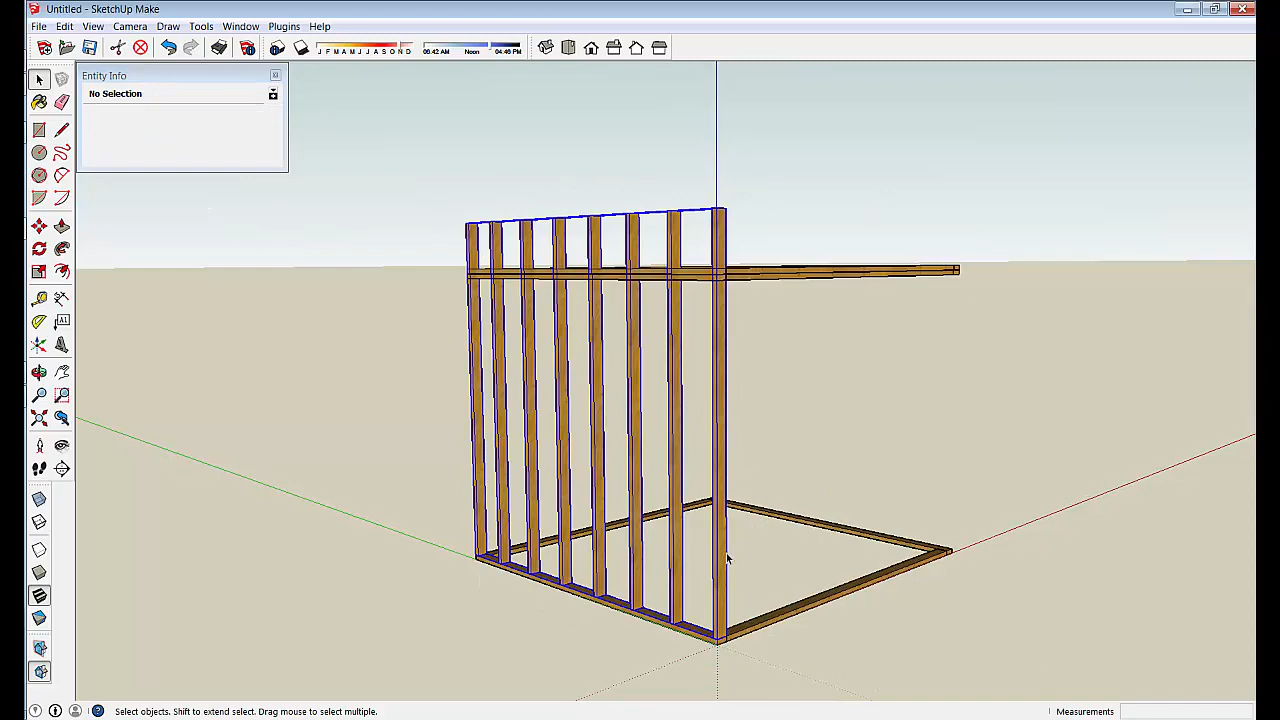 Untitled - SketchUp Make
File Edit View Camera Draw Tools Window Plugins Help
J F M A M J J A S O N D
06:42 AM Noon 04:46 PM
Entity Info
No Selection
A1
Select objects. Shift to extend select. Drag mouse to select multiple.
Measurements